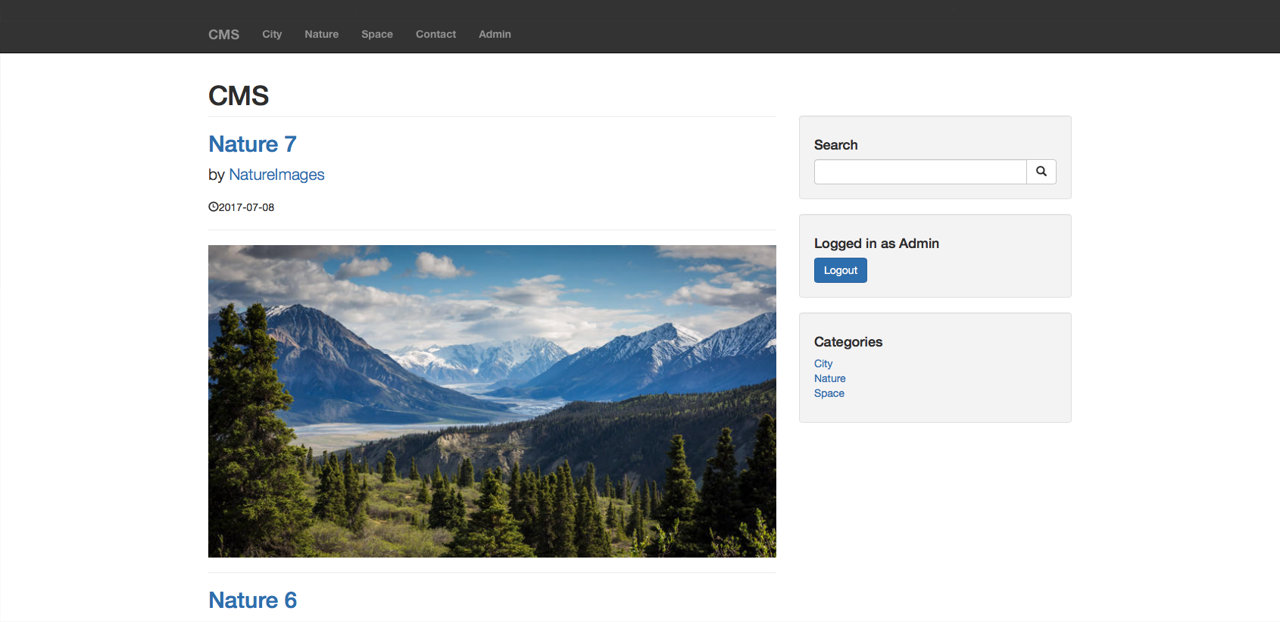 CMS City Nature Space Contact Admin
CMS
Nature 7
by NatureImages
2017-07-08
Nature 6
Search
Logged in as Admin
Logout
Categories
City
Nature
Space